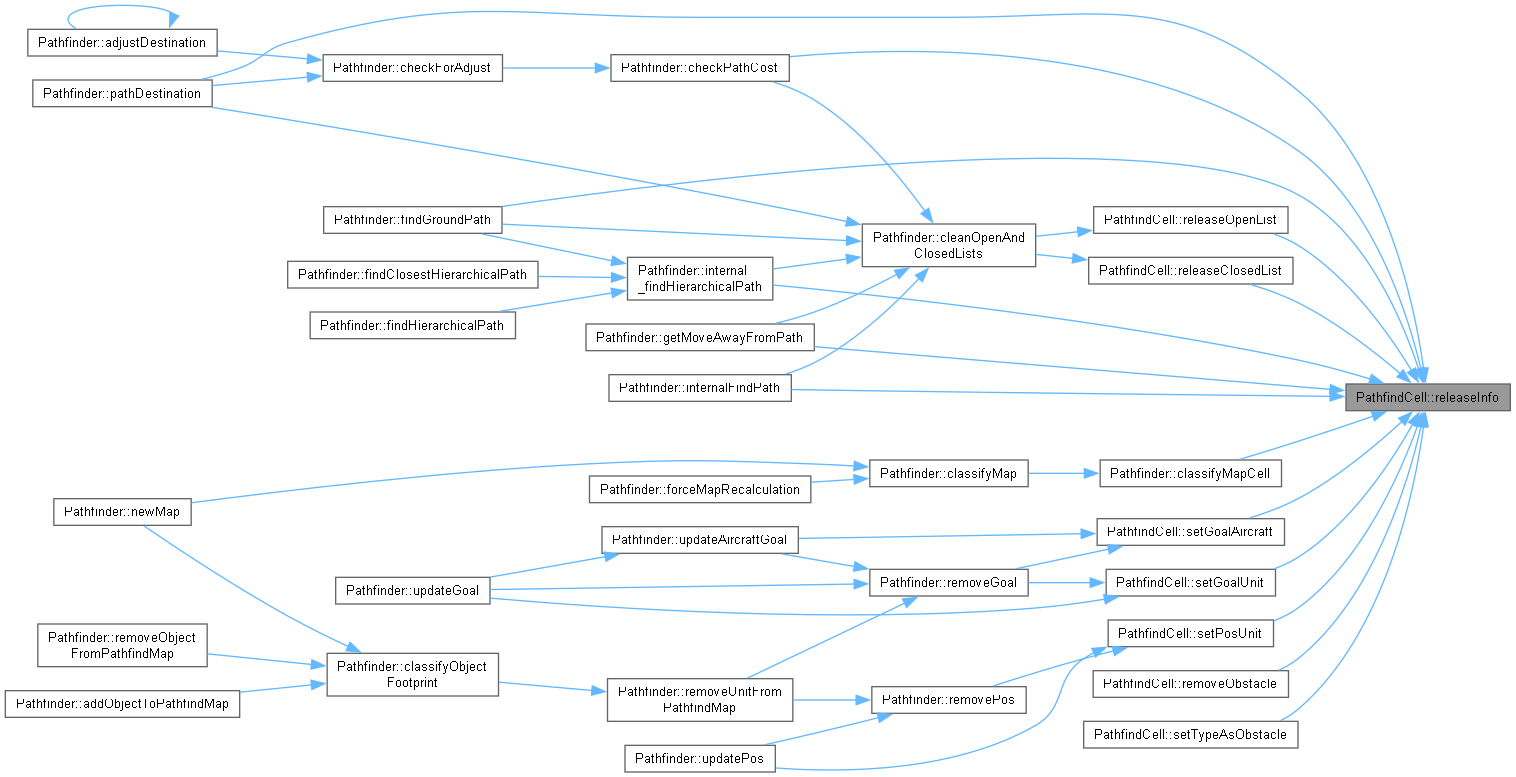 Pathfinder::adjustDestination
Pathfinder::checkForAdjust
Pathfinder::checkPathCost
Pathfinder::pathDestination
Pathfinder::findGroundPath
PathfindCell::releaseOpenList
Pathfinder::cleanOpenAnd
ClosedLists
Pathfinder::findClosestHierarchicalPath
Pathfinder::internal
_findHierarchicalPath
PathfindCell::releaseClosedList
Pathfinder::findHierarchicalPath
Pathfinder::getMoveAwayFromPath
Pathfinder::internalFindPath
PathfindCell::releaseInfo
Pathfinder::classifyMap
Pathfinder::classifyMapCell
Pathfinder::forceMapRecalculation
Pathfinder::newMap
Pathfinder::updateAircraftGoal
PathfindCell::setGoalAircraft
Pathfinder::updateGoal
Pathfinder::removeGoal
PathfindCell::setGoalUnit
Pathfinder::removeObject
FromPathfindMap
PathfindCell::setPosUnit
Pathfinder::classifyObject
Footprint
PathfindCell::removeObstacle
Pathfinder::addObjectToPathfindMap
Pathfinder::removeUnitFrom
PathfindMap
Pathfinder::removePos
PathfindCell::setTypeAsObstacle
Pathfinder::updatePos